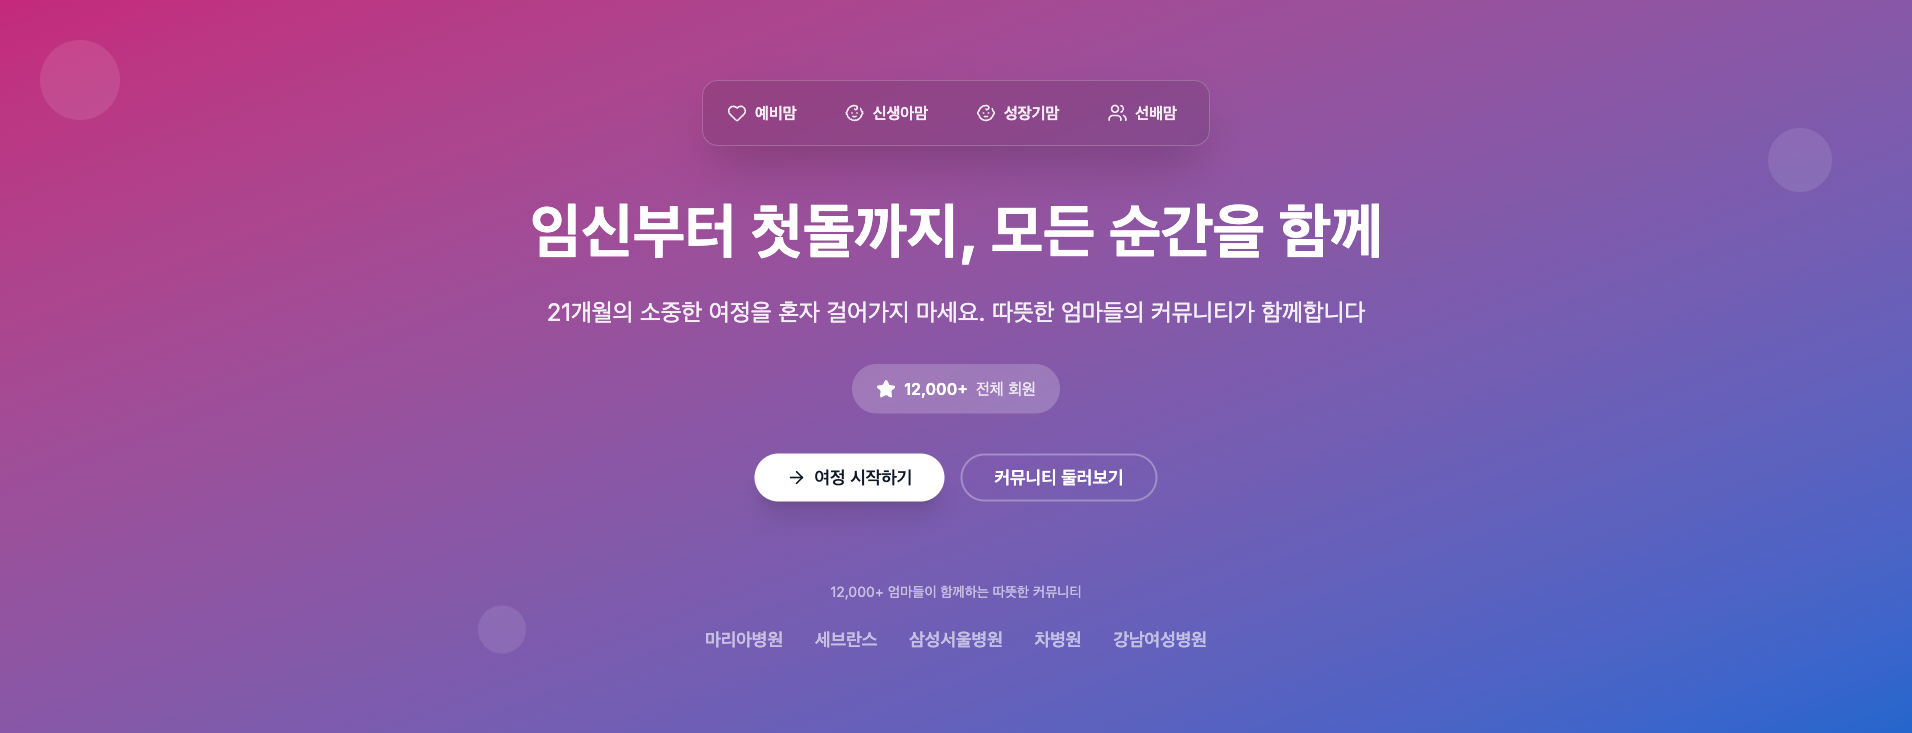 예비맘 신생아맘 성장기맘 선배맘
임신부터 첫돌까지, 모든 순간을 함께
21개월의 소중한 여정을 혼자 걸어가지 마세요. 따뜻한 엄마들의 커뮤니티가 함께합니다
12,000+ 전체 회원
여정 시작하기 커뮤니티 둘러보기
12,000+ 엄마들이 함께하는 따뜻한 커뮤니티
마리아병원 세브란스 삼성서울병원 차병원 강남여성병원